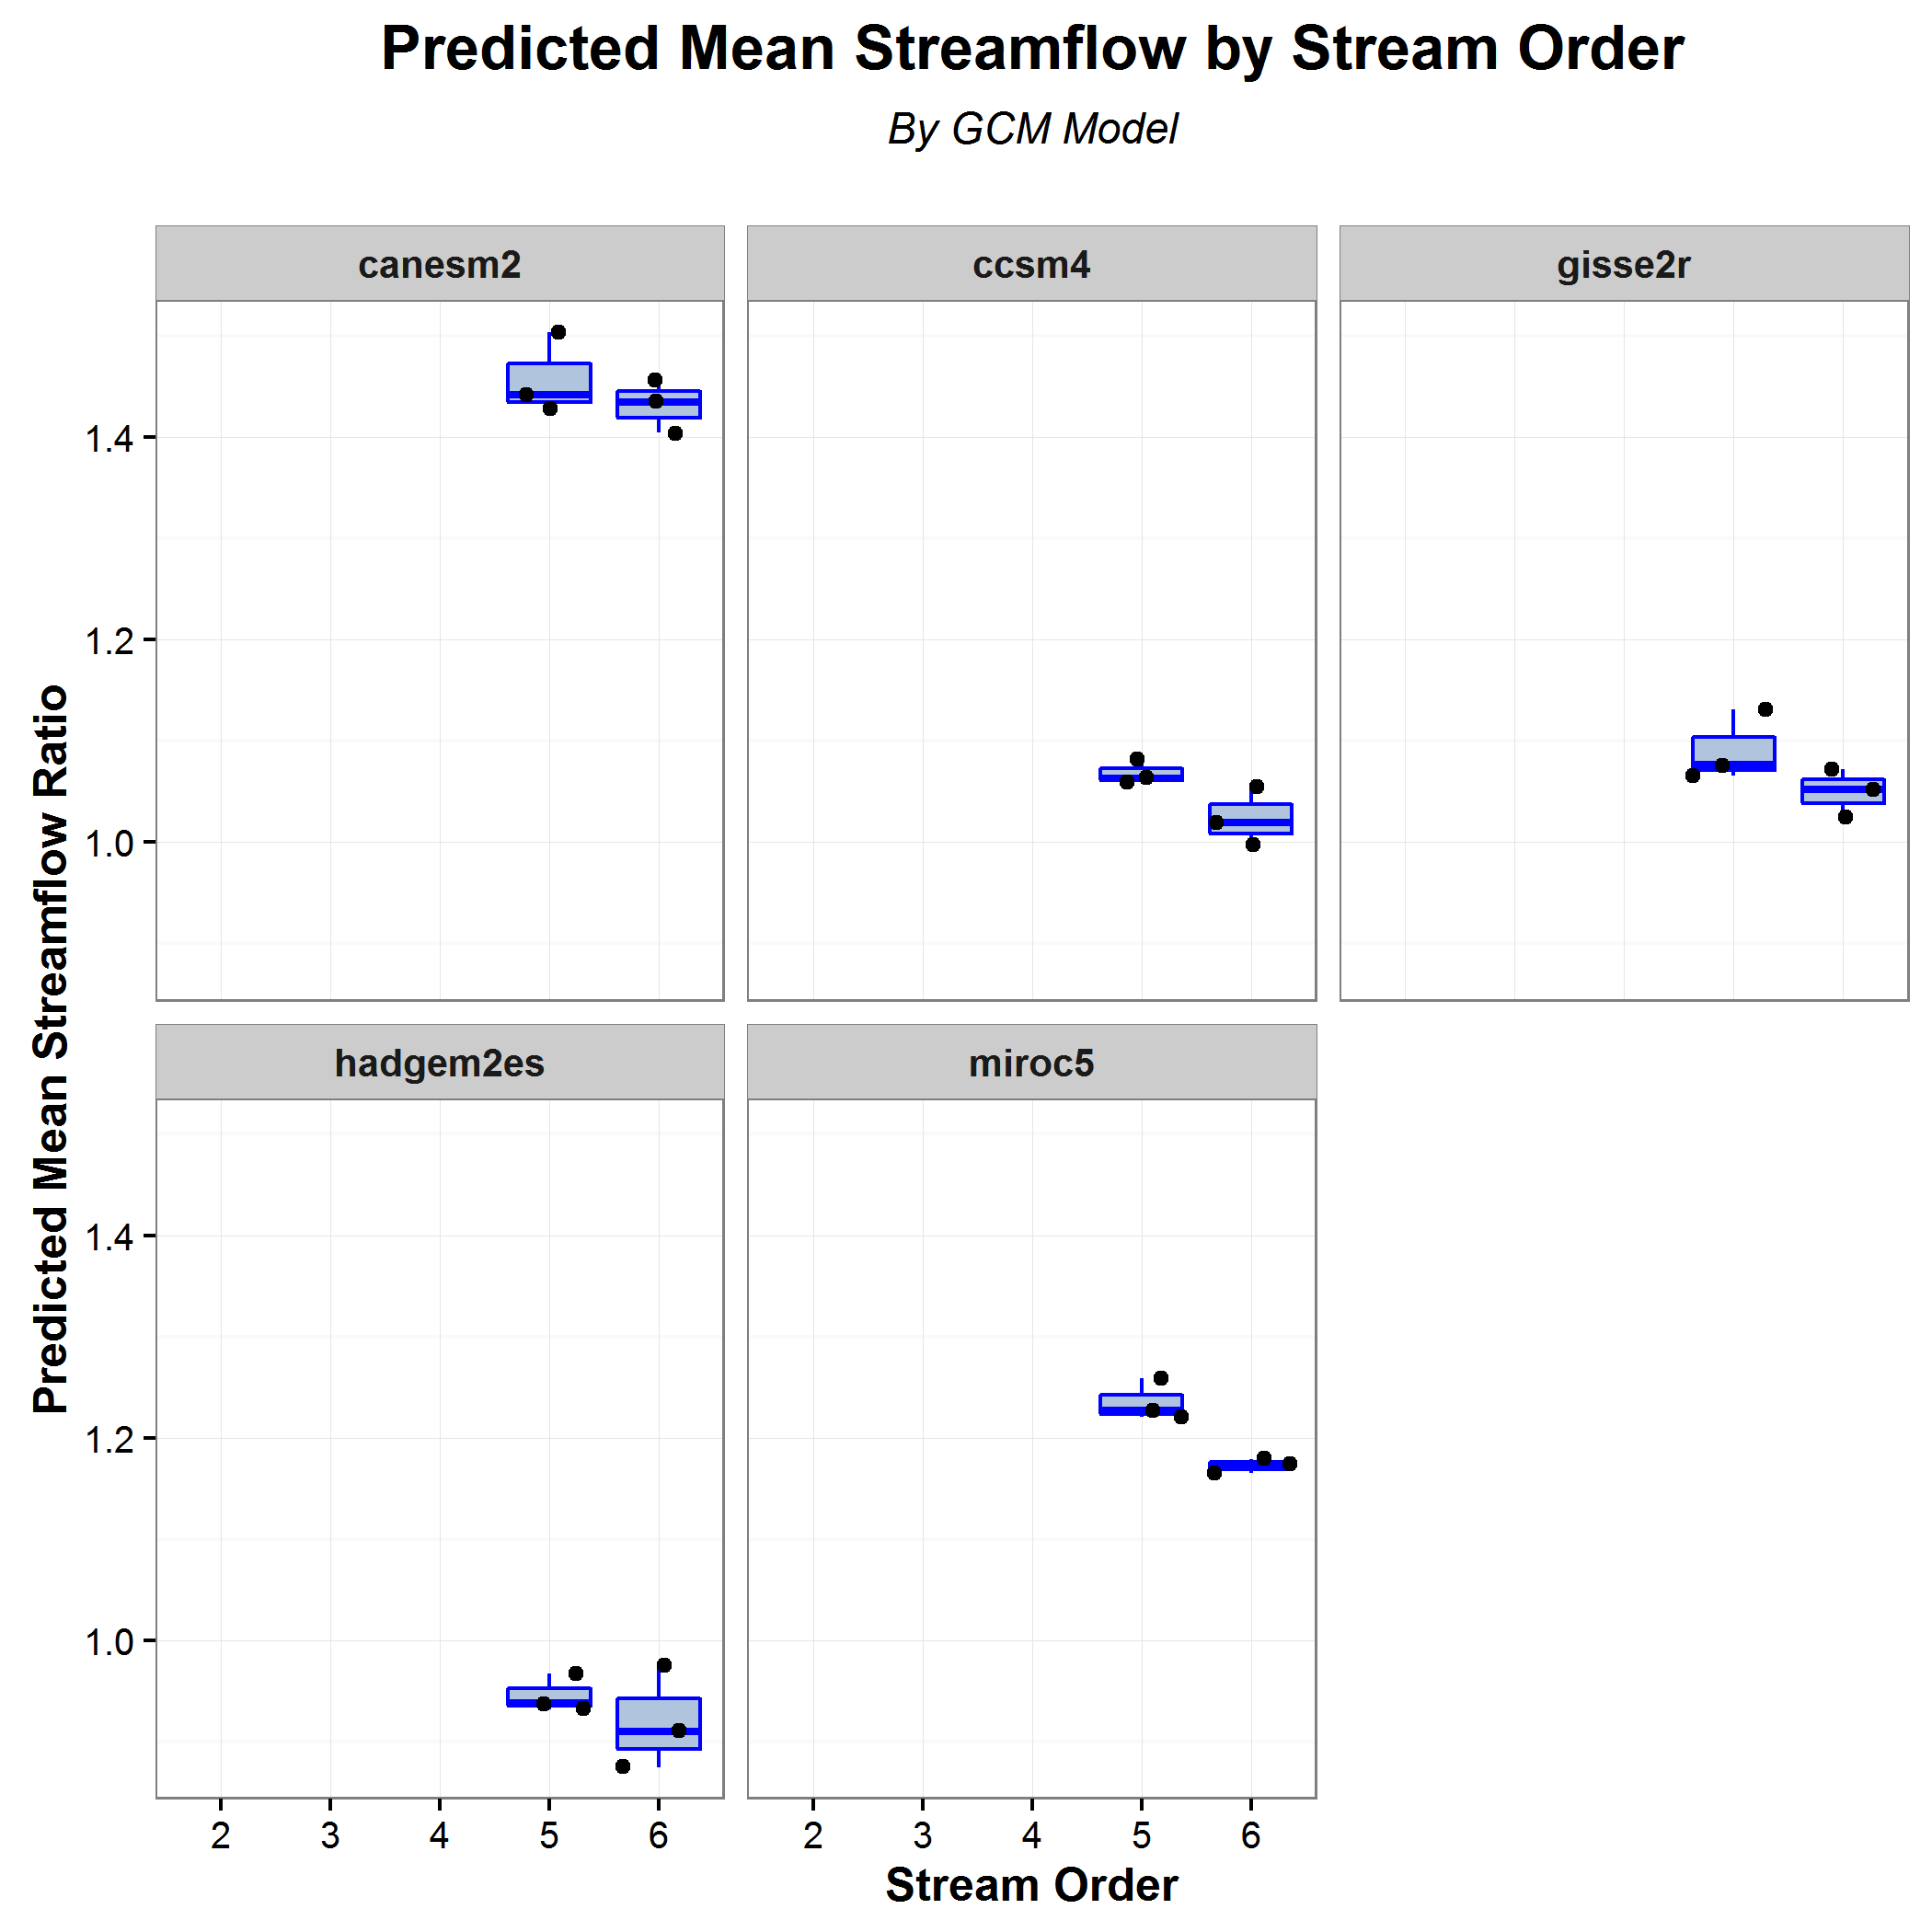 Predicted Mean Streamflow by Stream Order
By GCM Model
canesm2
ccsm4
gisse2r
1.4
1.2
1.0
Predicted Mean Streamflow Ratio
hadgem2es
miroc5
1.4
1.2
1.0
2 3 4 5 6
2 3 4 5 6
Stream Order